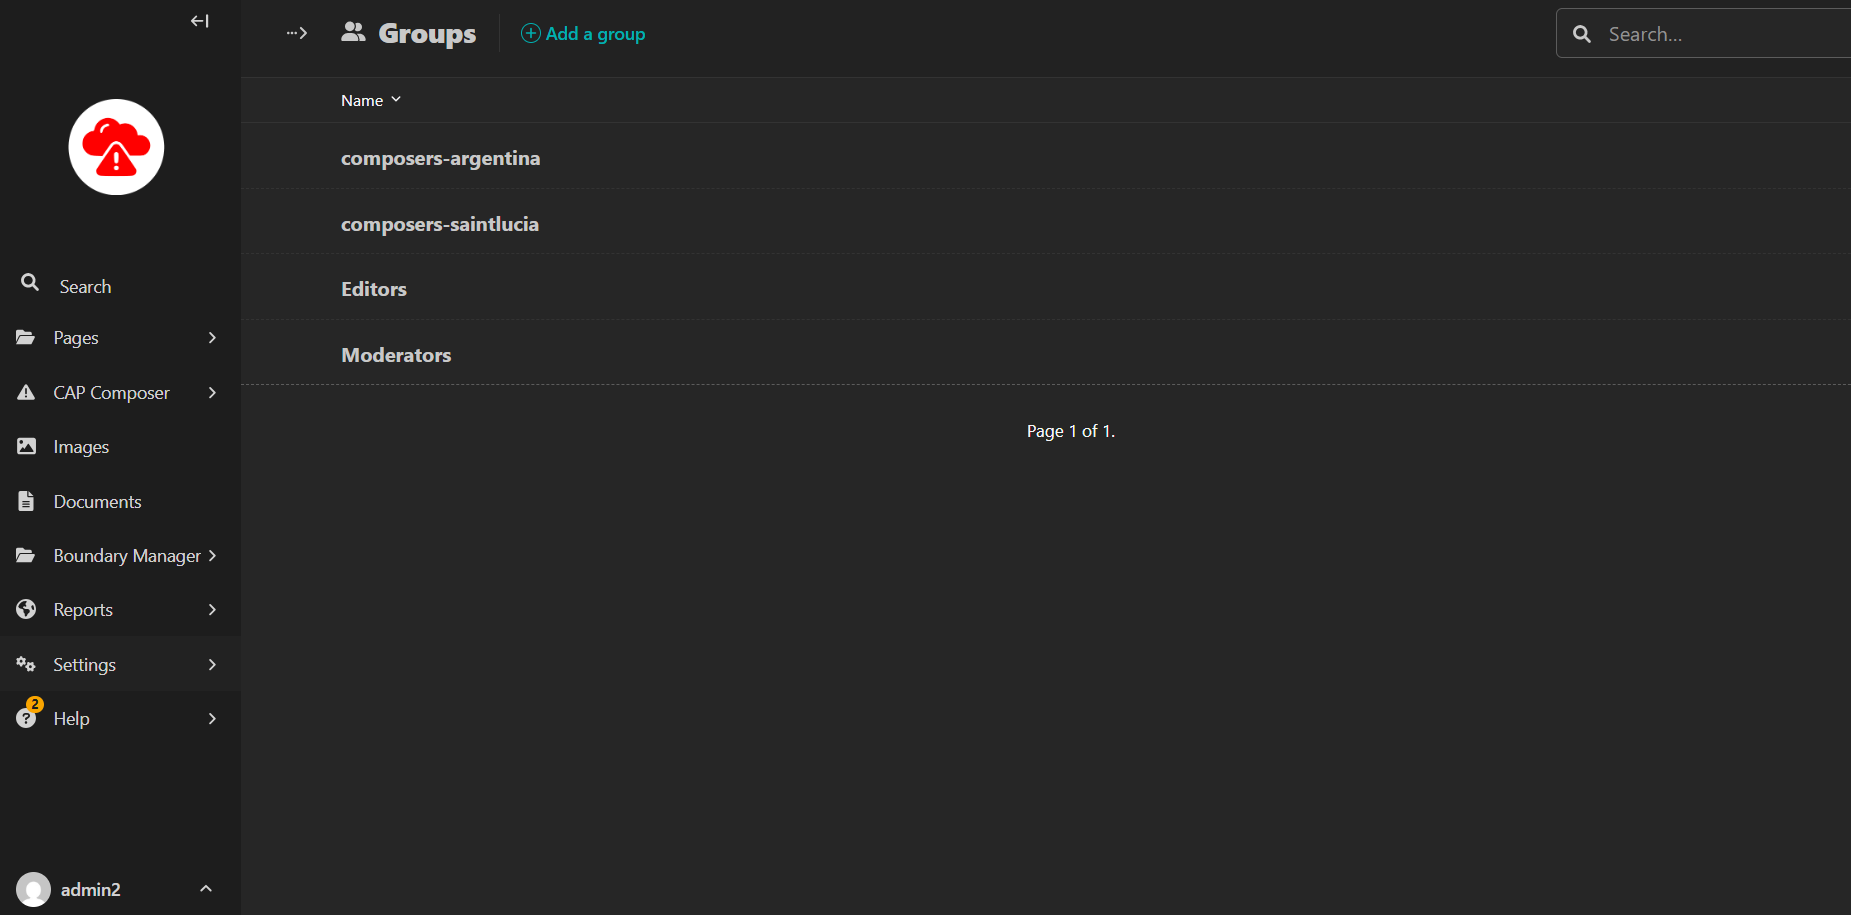 Groups
Add a group
Search...
Name
composers-argentina
composers-saintlucia
Editors
Moderators
Page 1 of 1.
Search
Pages
CAP Composer
Images
Documents
Boundary Manager
Reports
Settings
2
Help
admin2